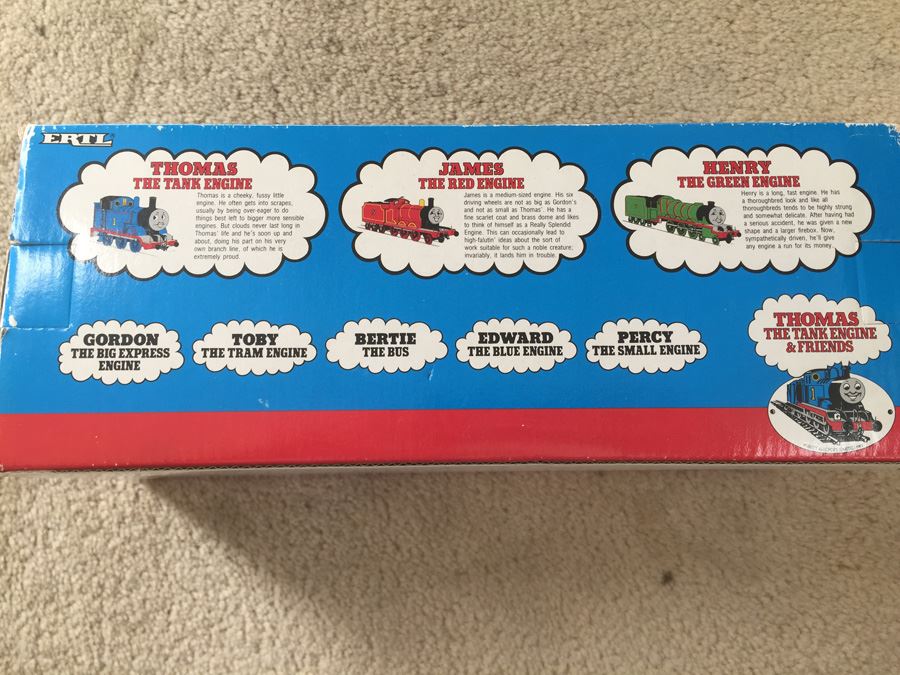 ERTL
THOMAS
THE TANK ENGINE
Thomas is a cheeky, fussy little
engine. He often gets into scrapes,
usually by being over-eager to do
things best left to bigger more sensible
engines. But clouds never last long in
Thomas' life and he's soon up and
about, doing his part on his very
own branch line, of which he is
extremely proud.
JAMES
THE RED ENGINE
James is a medium-sized engine. His six
driving wheels are not as big as Gordon's
and not as small as Thomas'. He has a
fine scarlet coat and brass dome and likes
to think of himself as a Really Splendid
Engine. This can occasionally lead to
high-falutin' ideas about the sort of
work suitable for such a noble creature;
invariably, it lands him in trouble.
HENRY
THE GREEN ENGINE
Henry is a long, fast engine. He has
a thoroughbred look and like all
thoroughbreds tends to be highly strung
and somewhat delicate. After having had
a serious accident, he was given a new
shape and a larger firebox. Now,
sympathetically driven, he'll give
any engine a run for its money.
GORDON
THE BIG EXPRESS
ENGINE
TOBY
THE TRAM ENGINE
BERTIE
THE BUS
EDWARD
THE BLUE ENGINE
PERCY
THE SMALL ENGINE
THOMAS
THE TANK ENGINE
& FRIENDS